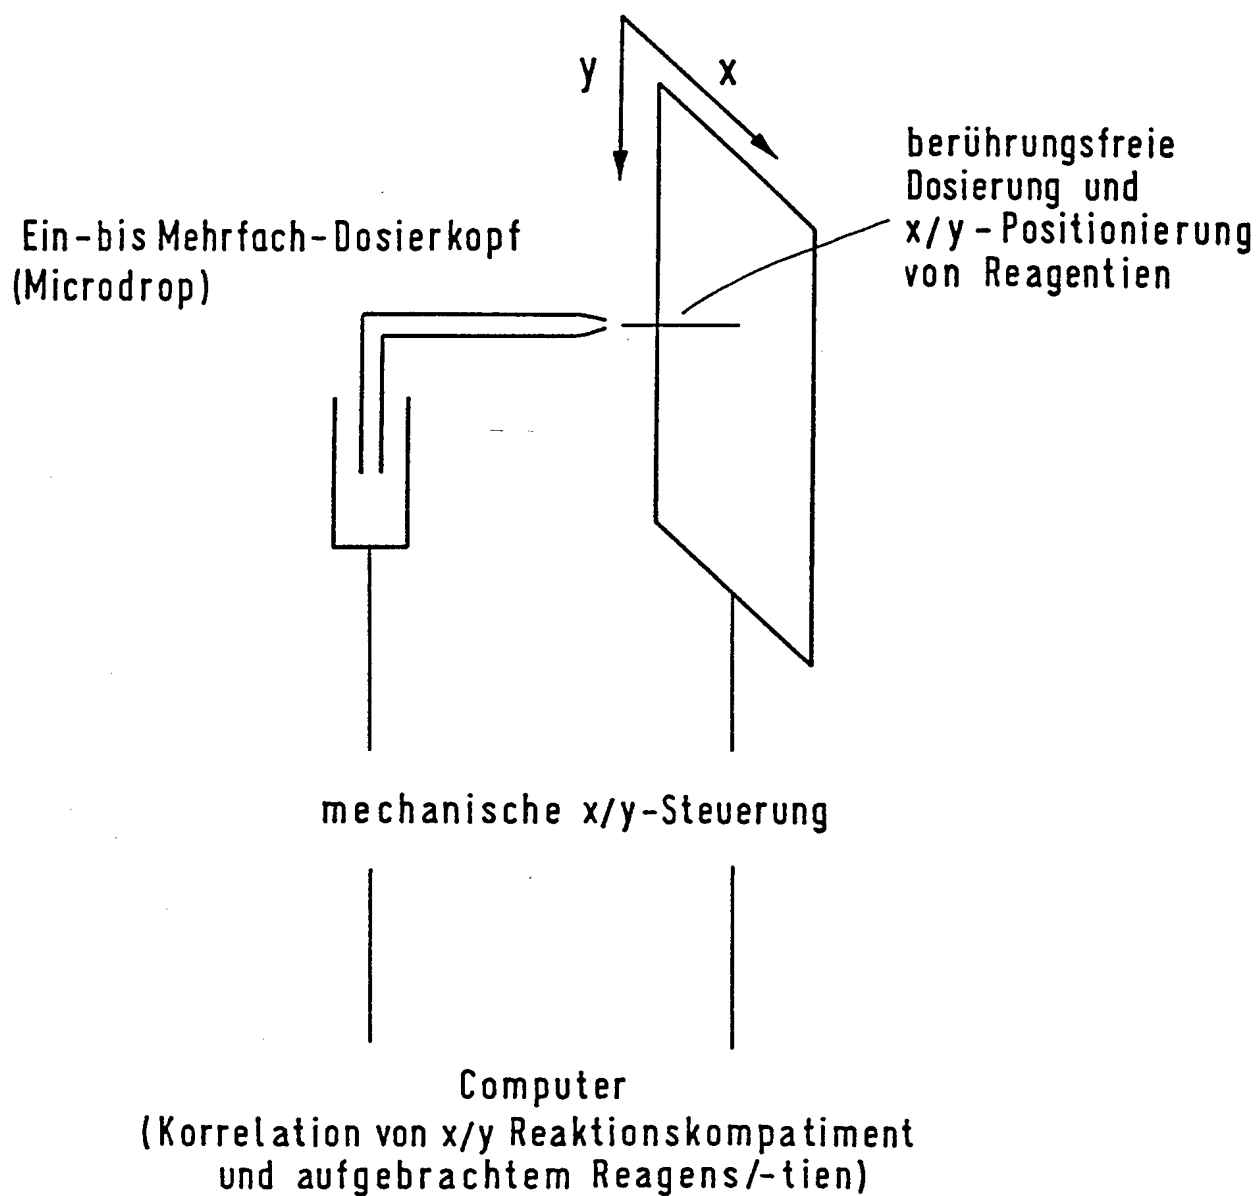 y
x
berührungsfreie
Dosierung und
x/y-Positionierung
von Reagentien
Ein-bis Mehrfach-Dosierkopf
(Microdrop)
mechanische x/y-Steuerung
Computer
(Korrelation von x/y Reaktionskompatiment
und aufgebrachtem Reagens/-tien)